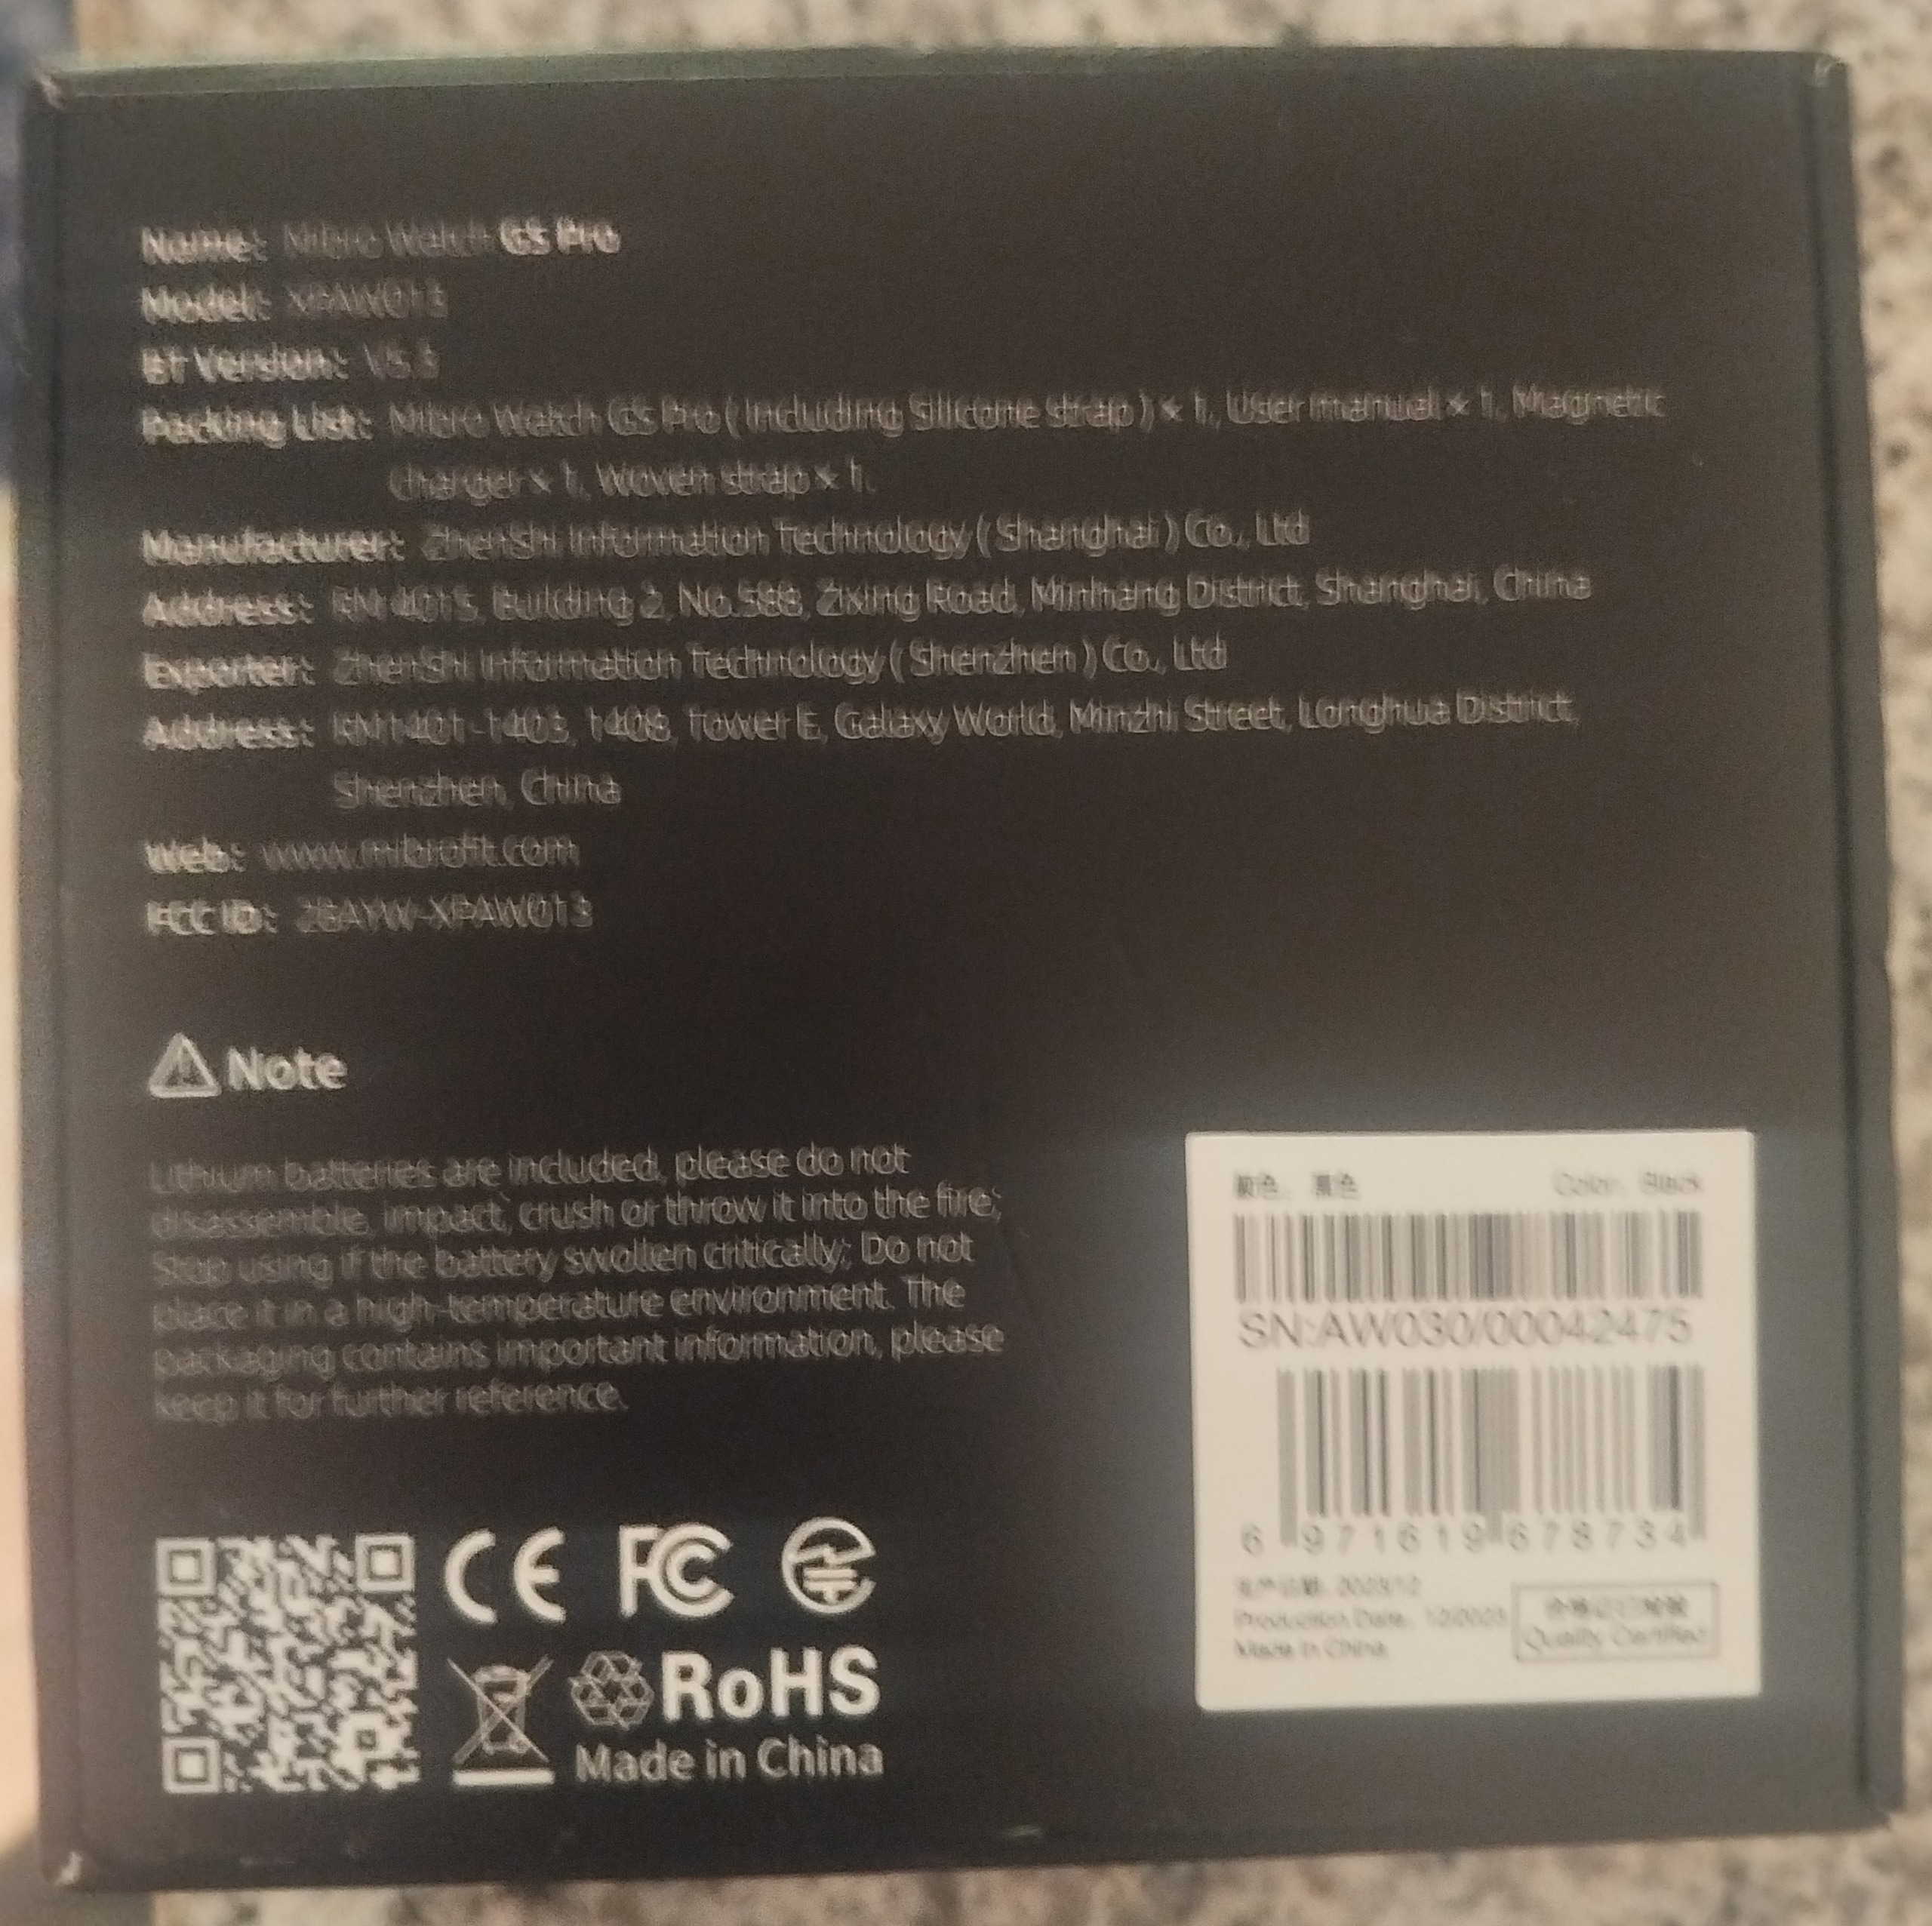 Name: Mibro Watch GS Pro
Model: XPAW013
BT Version: V5.3
Packing List: Mibro Watch GS Pro ( Including Silicone strap ) × 1, User manual × 1, Magnetic
charger × 1, Woven strap × 1.
Manufacturer: ZhenShi Information Technology ( Shanghai ) Co., Ltd
Address: RM 4015, Building 2, No.588, Zixing Road, Minhang District, Shanghai, China
Exporter: ZhenShi Information Technology ( Shenzhen ) Co., Ltd
Address: RM1401-1403, 1408, Tower E, Galaxy World, Minzhi Street, Longhua District,
Shenzhen, China
Web: www.mibrofit.com
FCC ID: 2BAYW-XPAW013
Note
Lithium batteries are included, please do not
disassemble, impact, crush or throw it into the fire;
Stop using if the battery swollen critically; Do not
place it in a high-temperature environment. The
packaging contains important information, please
keep it for further reference.
CE FC
RoHS
Made in China
颜色：黑色 Color: Black
SN:AW030/00042475
6 971619 678734
生产日期: 2023/12
Production Date: 12/2023
Made in China
Quality Certified